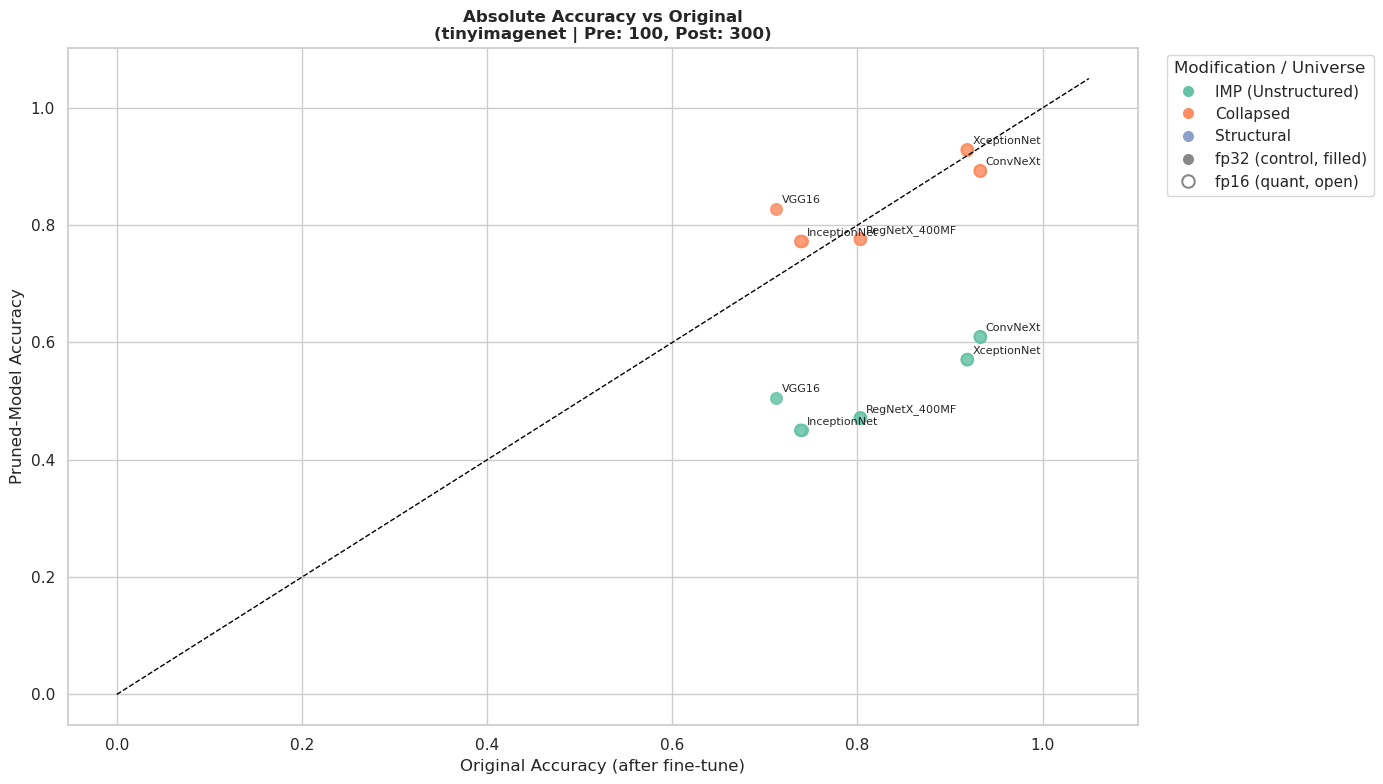 Absolute Accuracy vs Original
(tinyimagenet | Pre: 100, Post: 300)
Modification / Universe
IMP (Unstructured)
Collapsed
Structural
fp32 (control, filled)
fp16 (quant, open)
Pruned-Model Accuracy
1.0
0.8
0.6
0.4
0.2
0.0
XceptionNet
ConvNeXt
VGG16
InceptionNet
RegNetX_400MF
ConvNeXt
XceptionNet
VGG16
RegNetX_400MF
InceptionNet
0.0
0.2
0.4
0.6
0.8
1.0
Original Accuracy (after fine-tune)